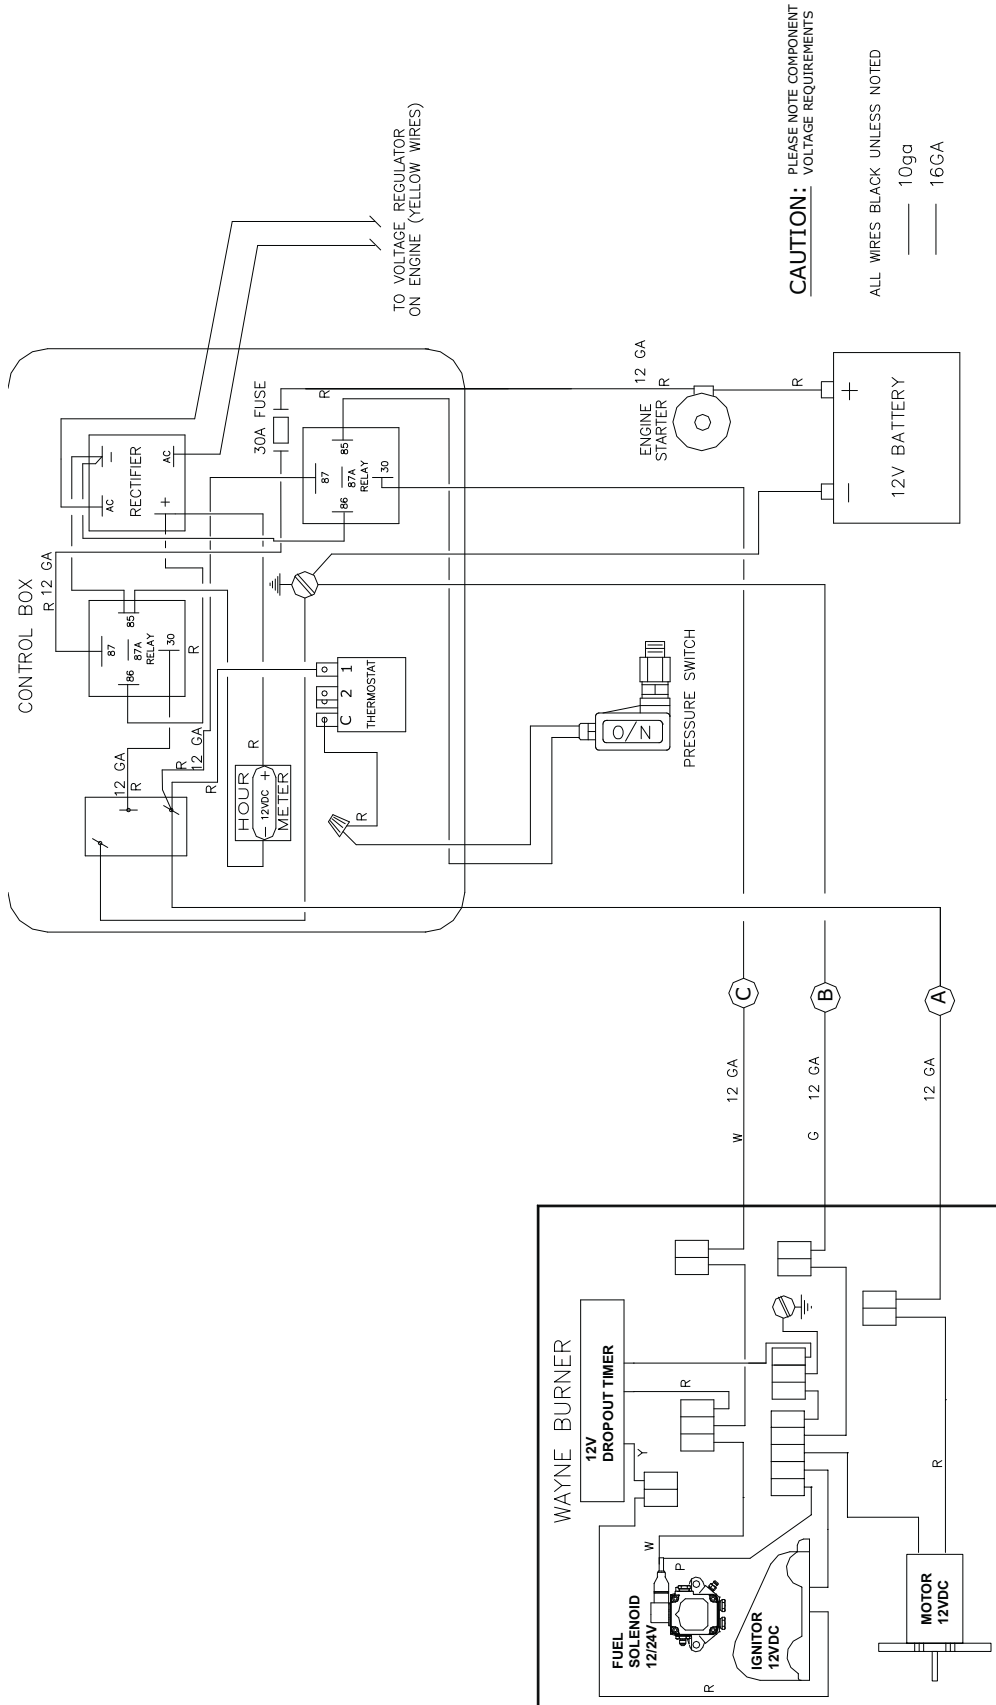 CONTROL BOX
R 12 GA
87
85
87A
RELAY
86
30
R
AC
−
RECTIFIER
+
AC
30A FUSE
R
87
85
87A
RELAY
86
30
12 GA
R
R
12 GA
R
R
HOUR
− 12VDC +
METER
C 2 1
THERMOSTAT
R
O/N
PRESSURE SWITCH
TO VOLTAGE REGULATOR
ON ENGINE (YELLOW WIRES)
ENGINE
STARTER
12 GA
R
R
− +
12V BATTERY
CAUTION: PLEASE NOTE COMPONENT
VOLTAGE REQUIREMENTS
ALL WIRES BLACK UNLESS NOTED
10ga
16GA
WAYNE BURNER
12V
DROPOUT TIMER
Y
R
W 12 GA
C
G 12 GA
B
12 GA
A
FUEL
SOLENOID
12/24V
W
P
R
IGNITOR
12VDC
R
MOTOR
12VDC